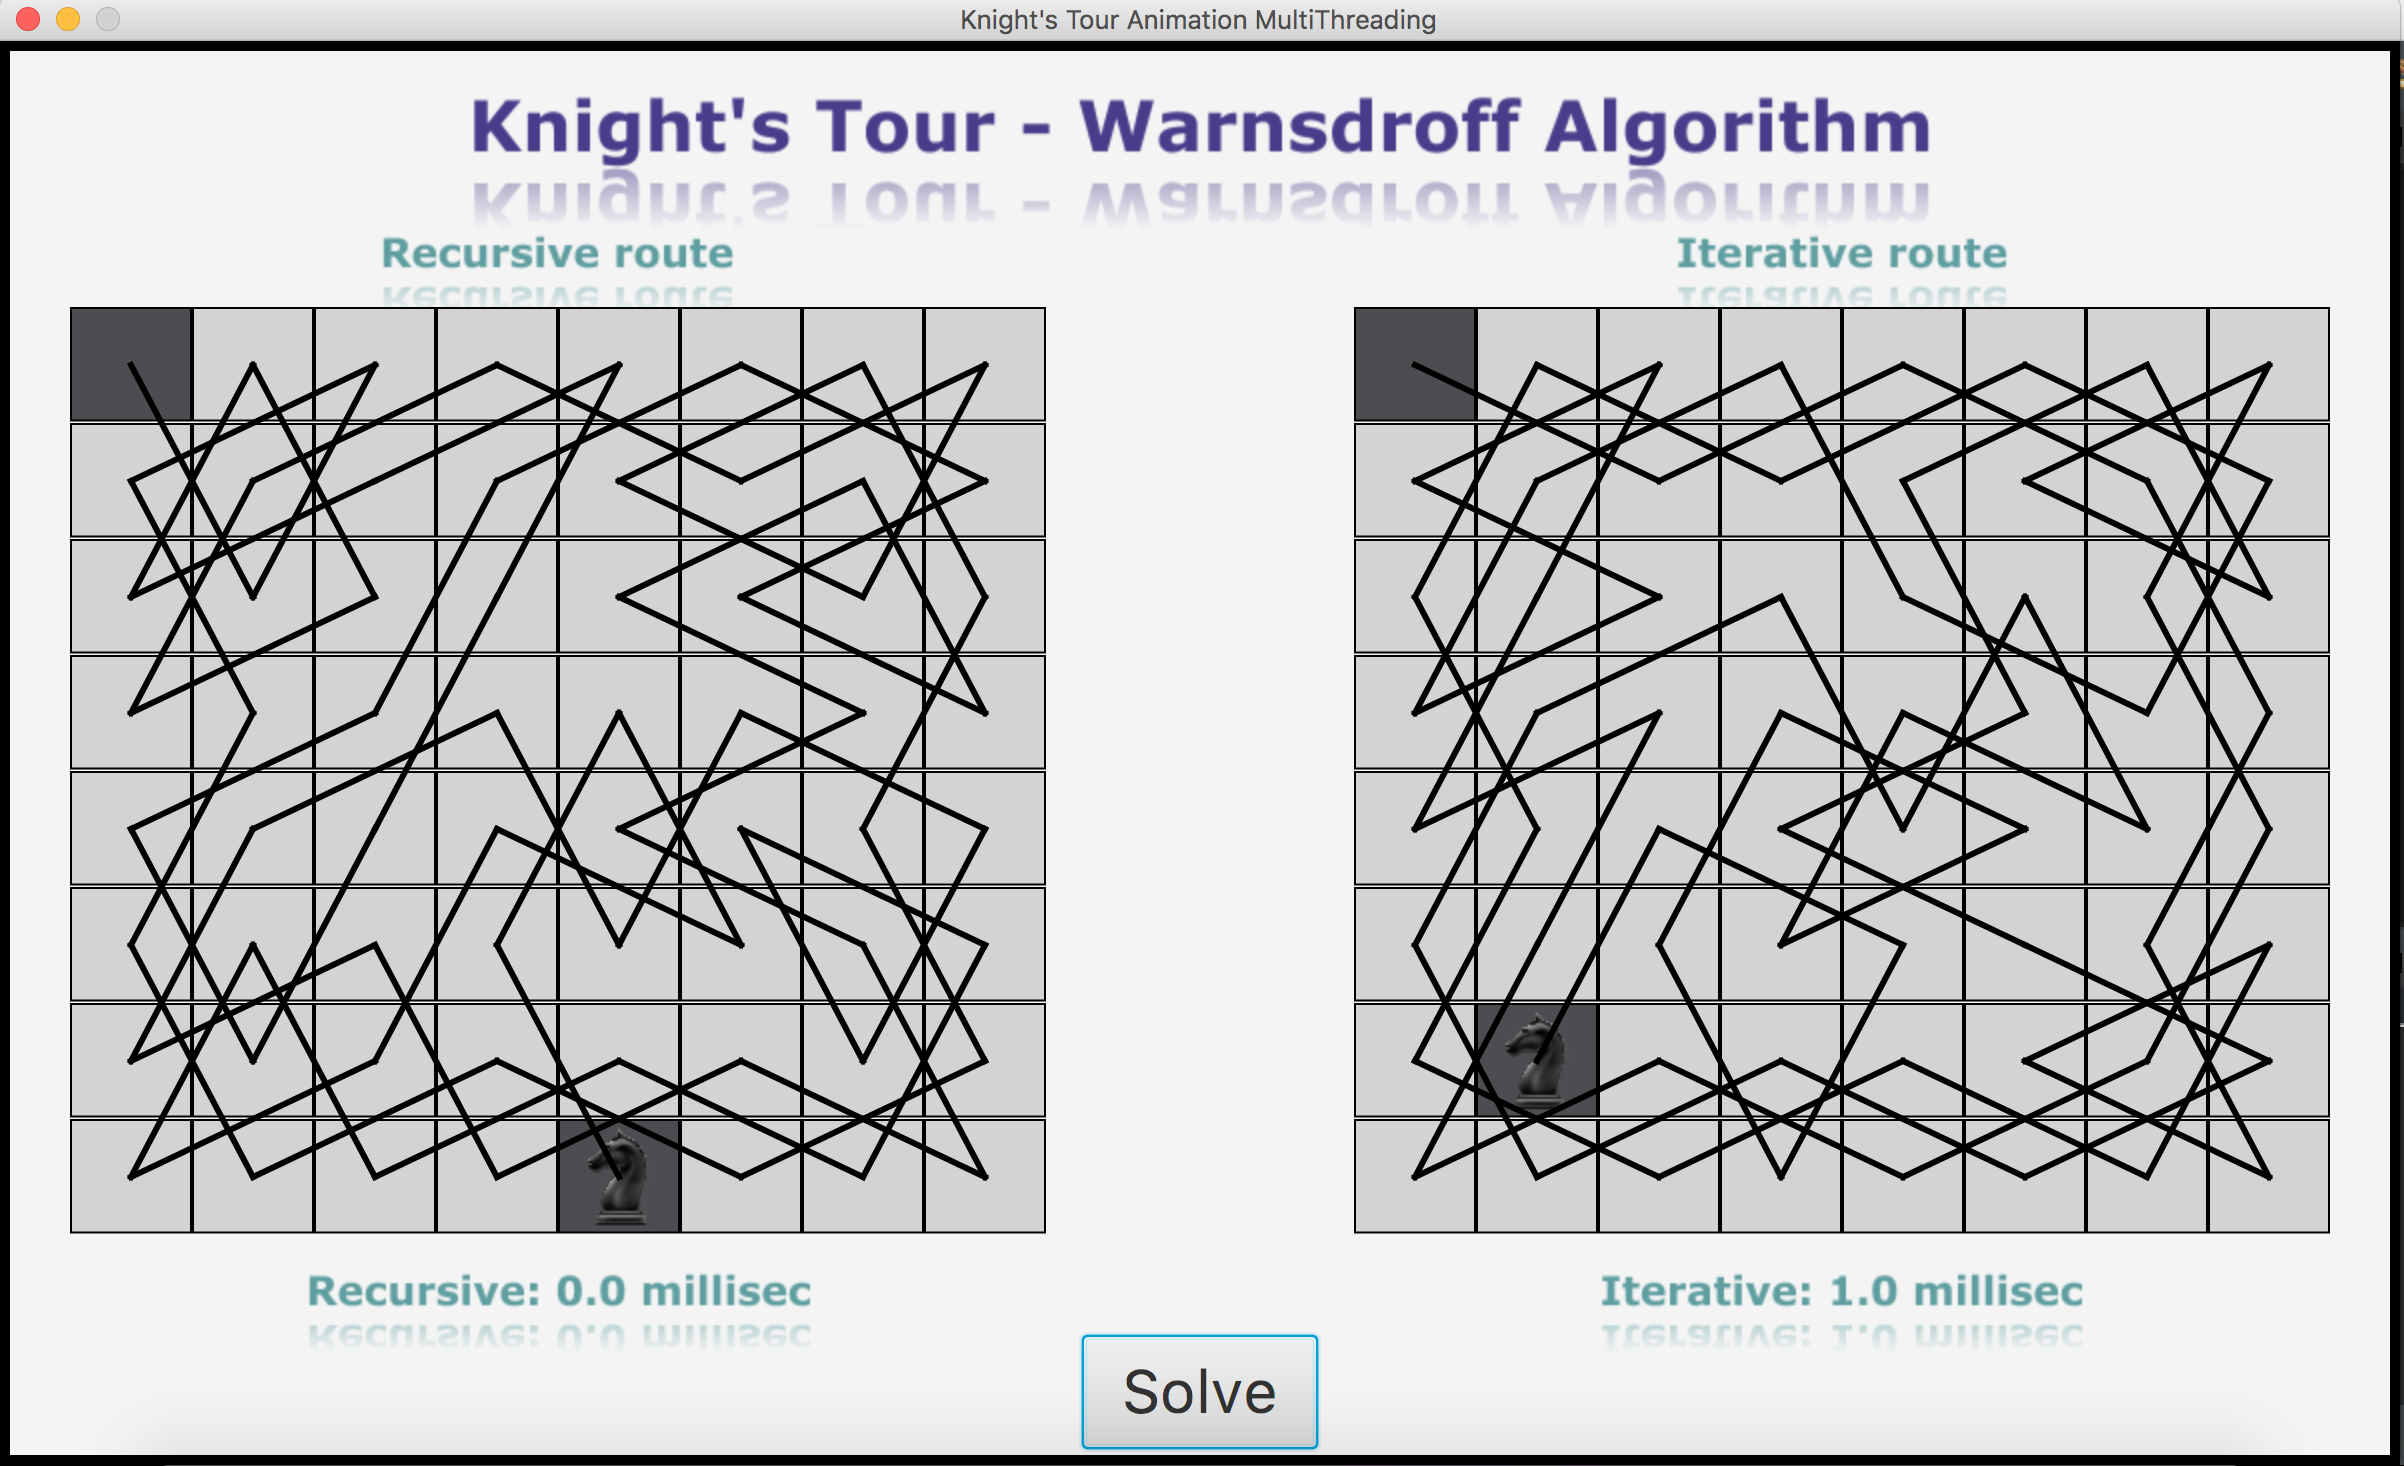 Knight's Tour Animation MultiThreading
Knight's Tour - Warnsdroff Algorithm
Recursive route
Iterative route
Recursive: 0.0 millisec
Iterative: 1.0 millisec
Solve